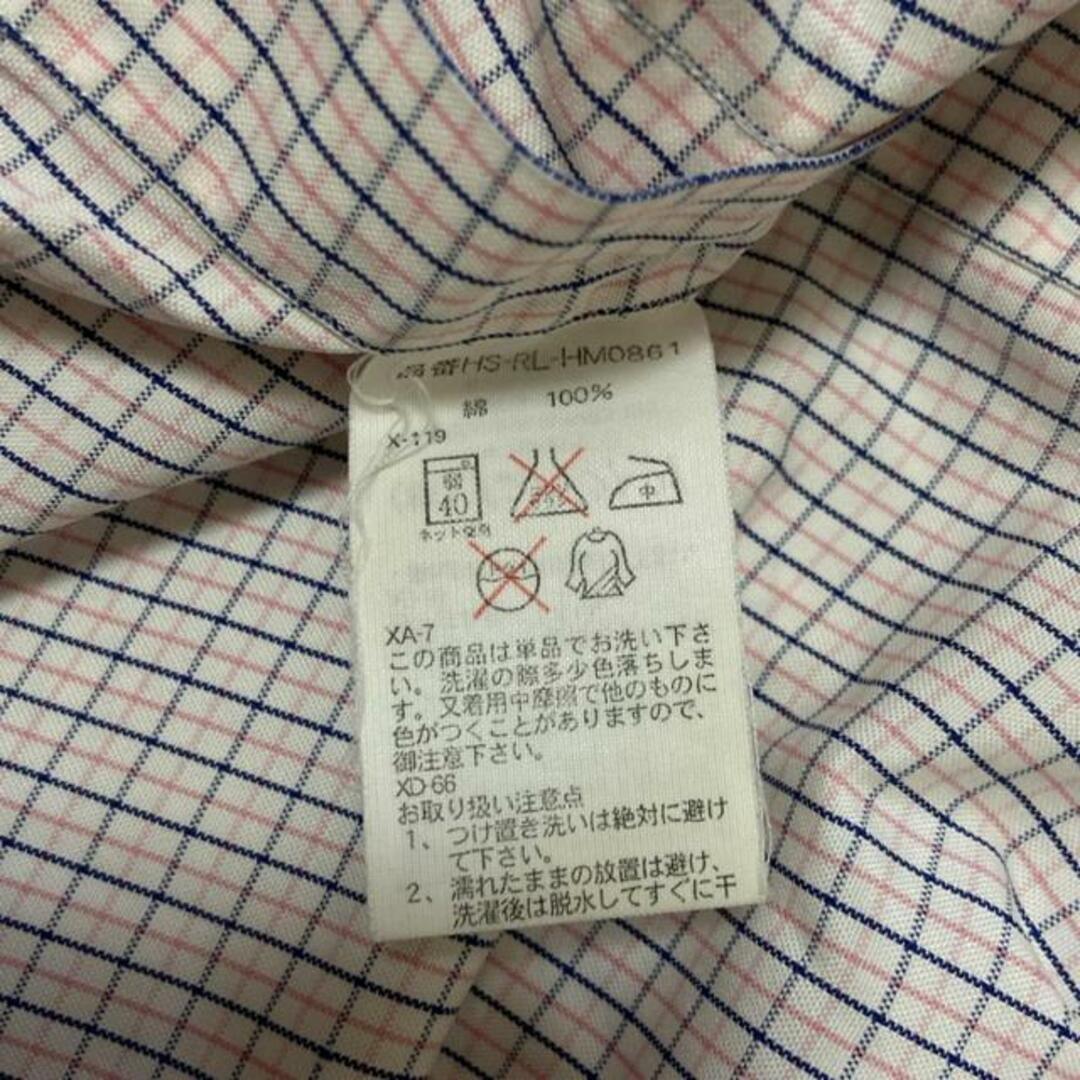 品番HS-RL-HM0861
綿 100%
X-119
弱
40
中
ネット使用
XA-7
この商品は単品でお洗い下さ
い。洗濯の際多少色落ちしま
す。又着用中摩擦で他のものに
色がつくことがありますので、
御注意下さい。
XD-66
お取り扱い注意点
1、つけ置き洗いは絶対に避け
て下さい。
2、濡れたままの放置は避け、
洗濯後は脱水してすぐに干